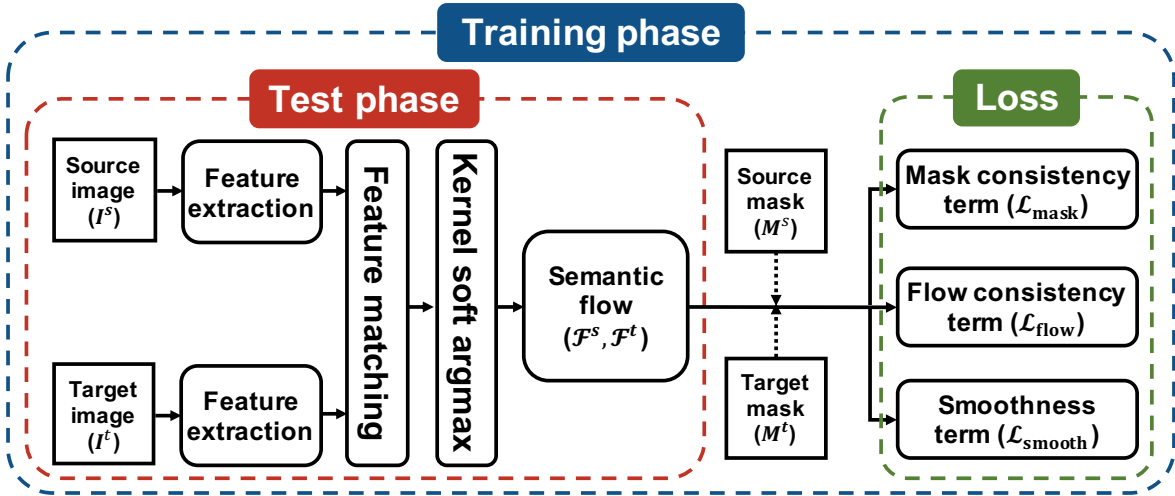 Training phase
Test phase
Loss
Source
image
(Iˢ)
Feature
extraction
Target
image
(Iᵗ)
Feature
extraction
Feature matching
Kernel soft argmax
Semantic
flow
(ℱˢ, ℱᵗ)
Source
mask
(Mˢ)
Target
mask
(Mᵗ)
Mask consistency
term (ℒmask)
Flow consistency
term (ℒflow)
Smoothness
term (ℒsmooth)